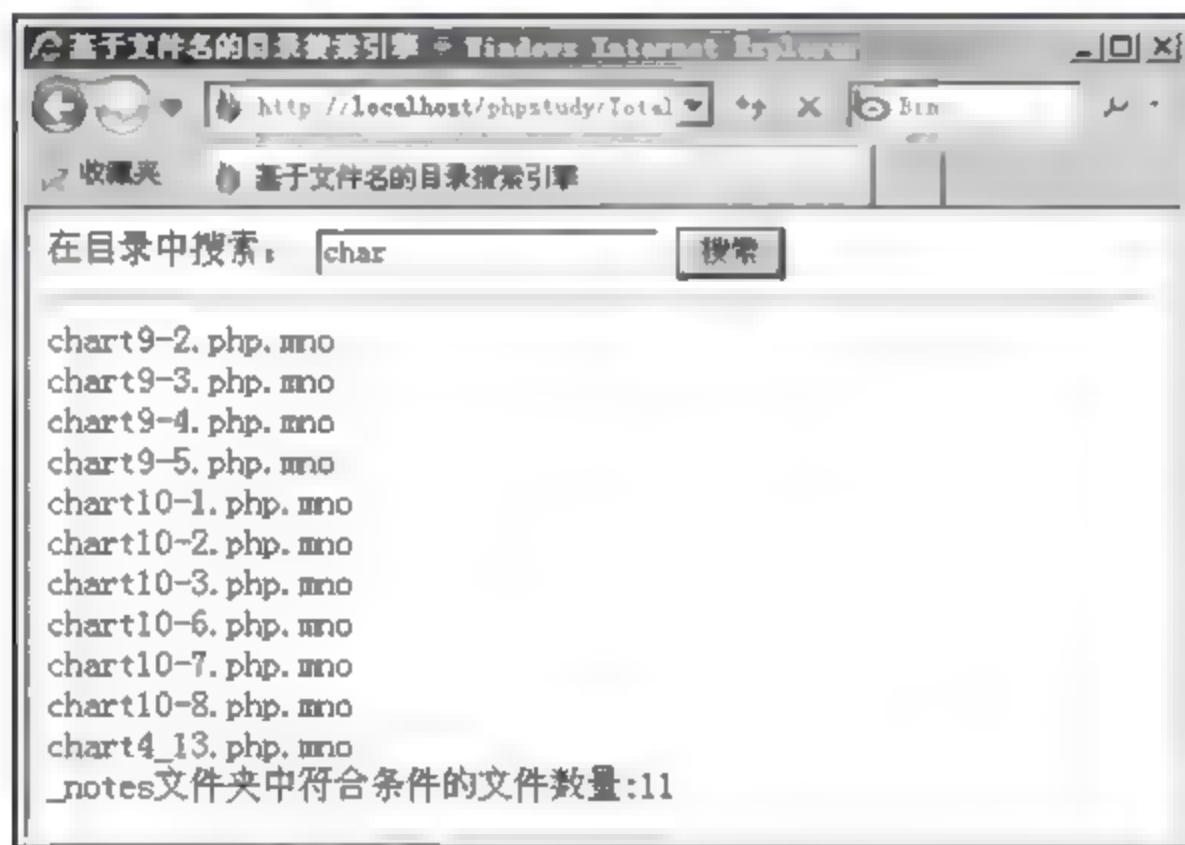 基于文件名的目录搜索引擎 - Windows Internet Explorer
http //localhost/phpstudy/Total
Bin
收藏夹
基于文件名的目录搜索引擎
在目录中搜索:
char
搜索
chart9-2.php.mno
chart9-3.php.mno
chart9-4.php.mno
chart9-5.php.mno
chart10-1.php.mno
chart10-2.php.mno
chart10-3.php.mno
chart10-6.php.mno
chart10-7.php.mno
chart10-8.php.mno
chart4_13.php.mno
_notes文件夹中符合条件的文件数量:11